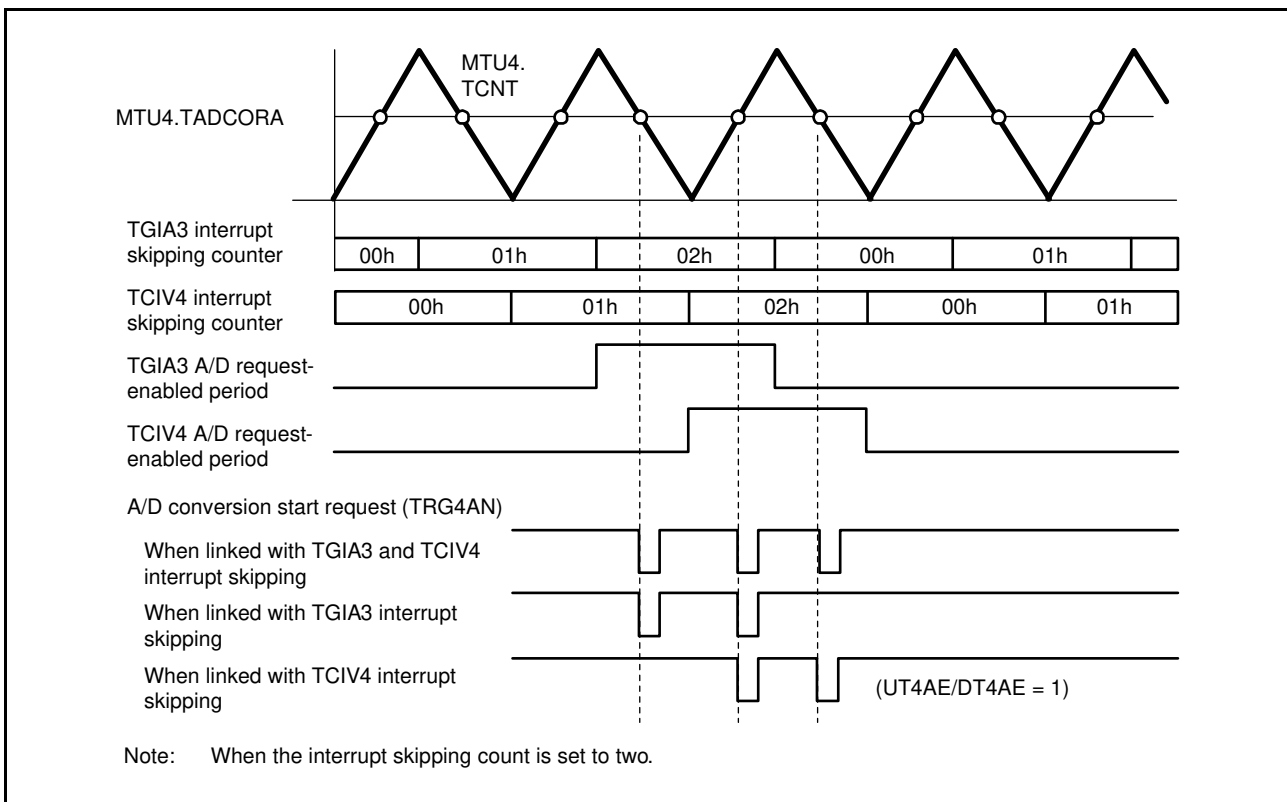 MTU4.
TCNT
MTU4.TADCORA
TGIA3 interrupt
skipping counter
00h 01h 02h 00h 01h
TCIV4 interrupt
skipping counter
00h 01h 02h 00h 01h
TGIA3 A/D request-
enabled period
TCIV4 A/D request-
enabled period
A/D conversion start request (TRG4AN)
When linked with TGIA3 and TCIV4
interrupt skipping
When linked with TGIA3 interrupt
skipping
When linked with TCIV4 interrupt
skipping
(UT4AE/DT4AE = 1)
Note: When the interrupt skipping count is set to two.